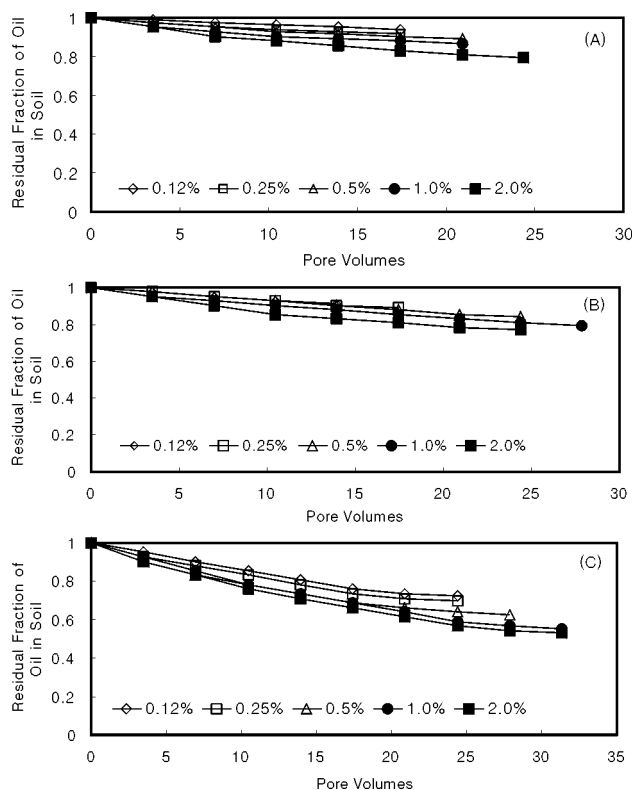 Residual Fraction of Oil
in Soil
1
0.8
0.6
0.4
0.2
0
(A)
0.12% 0.25% 0.5% 1.0% 2.0%
0 5 10 15 20 25 30
Pore Volumes
Residual Fraction of Oil
in Soil
1
0.8
0.6
0.4
0.2
0
(B)
0.12% 0.25% 0.5% 1.0% 2.0%
0 5 10 15 20 25 30
Pore Volumes
Residual Fraction of
Oil in Soil
1
0.8
0.6
0.4
0.2
0
(C)
0.12% 0.25% 0.5% 1.0% 2.0%
0 5 10 15 20 25 30 35
Pore Volumes